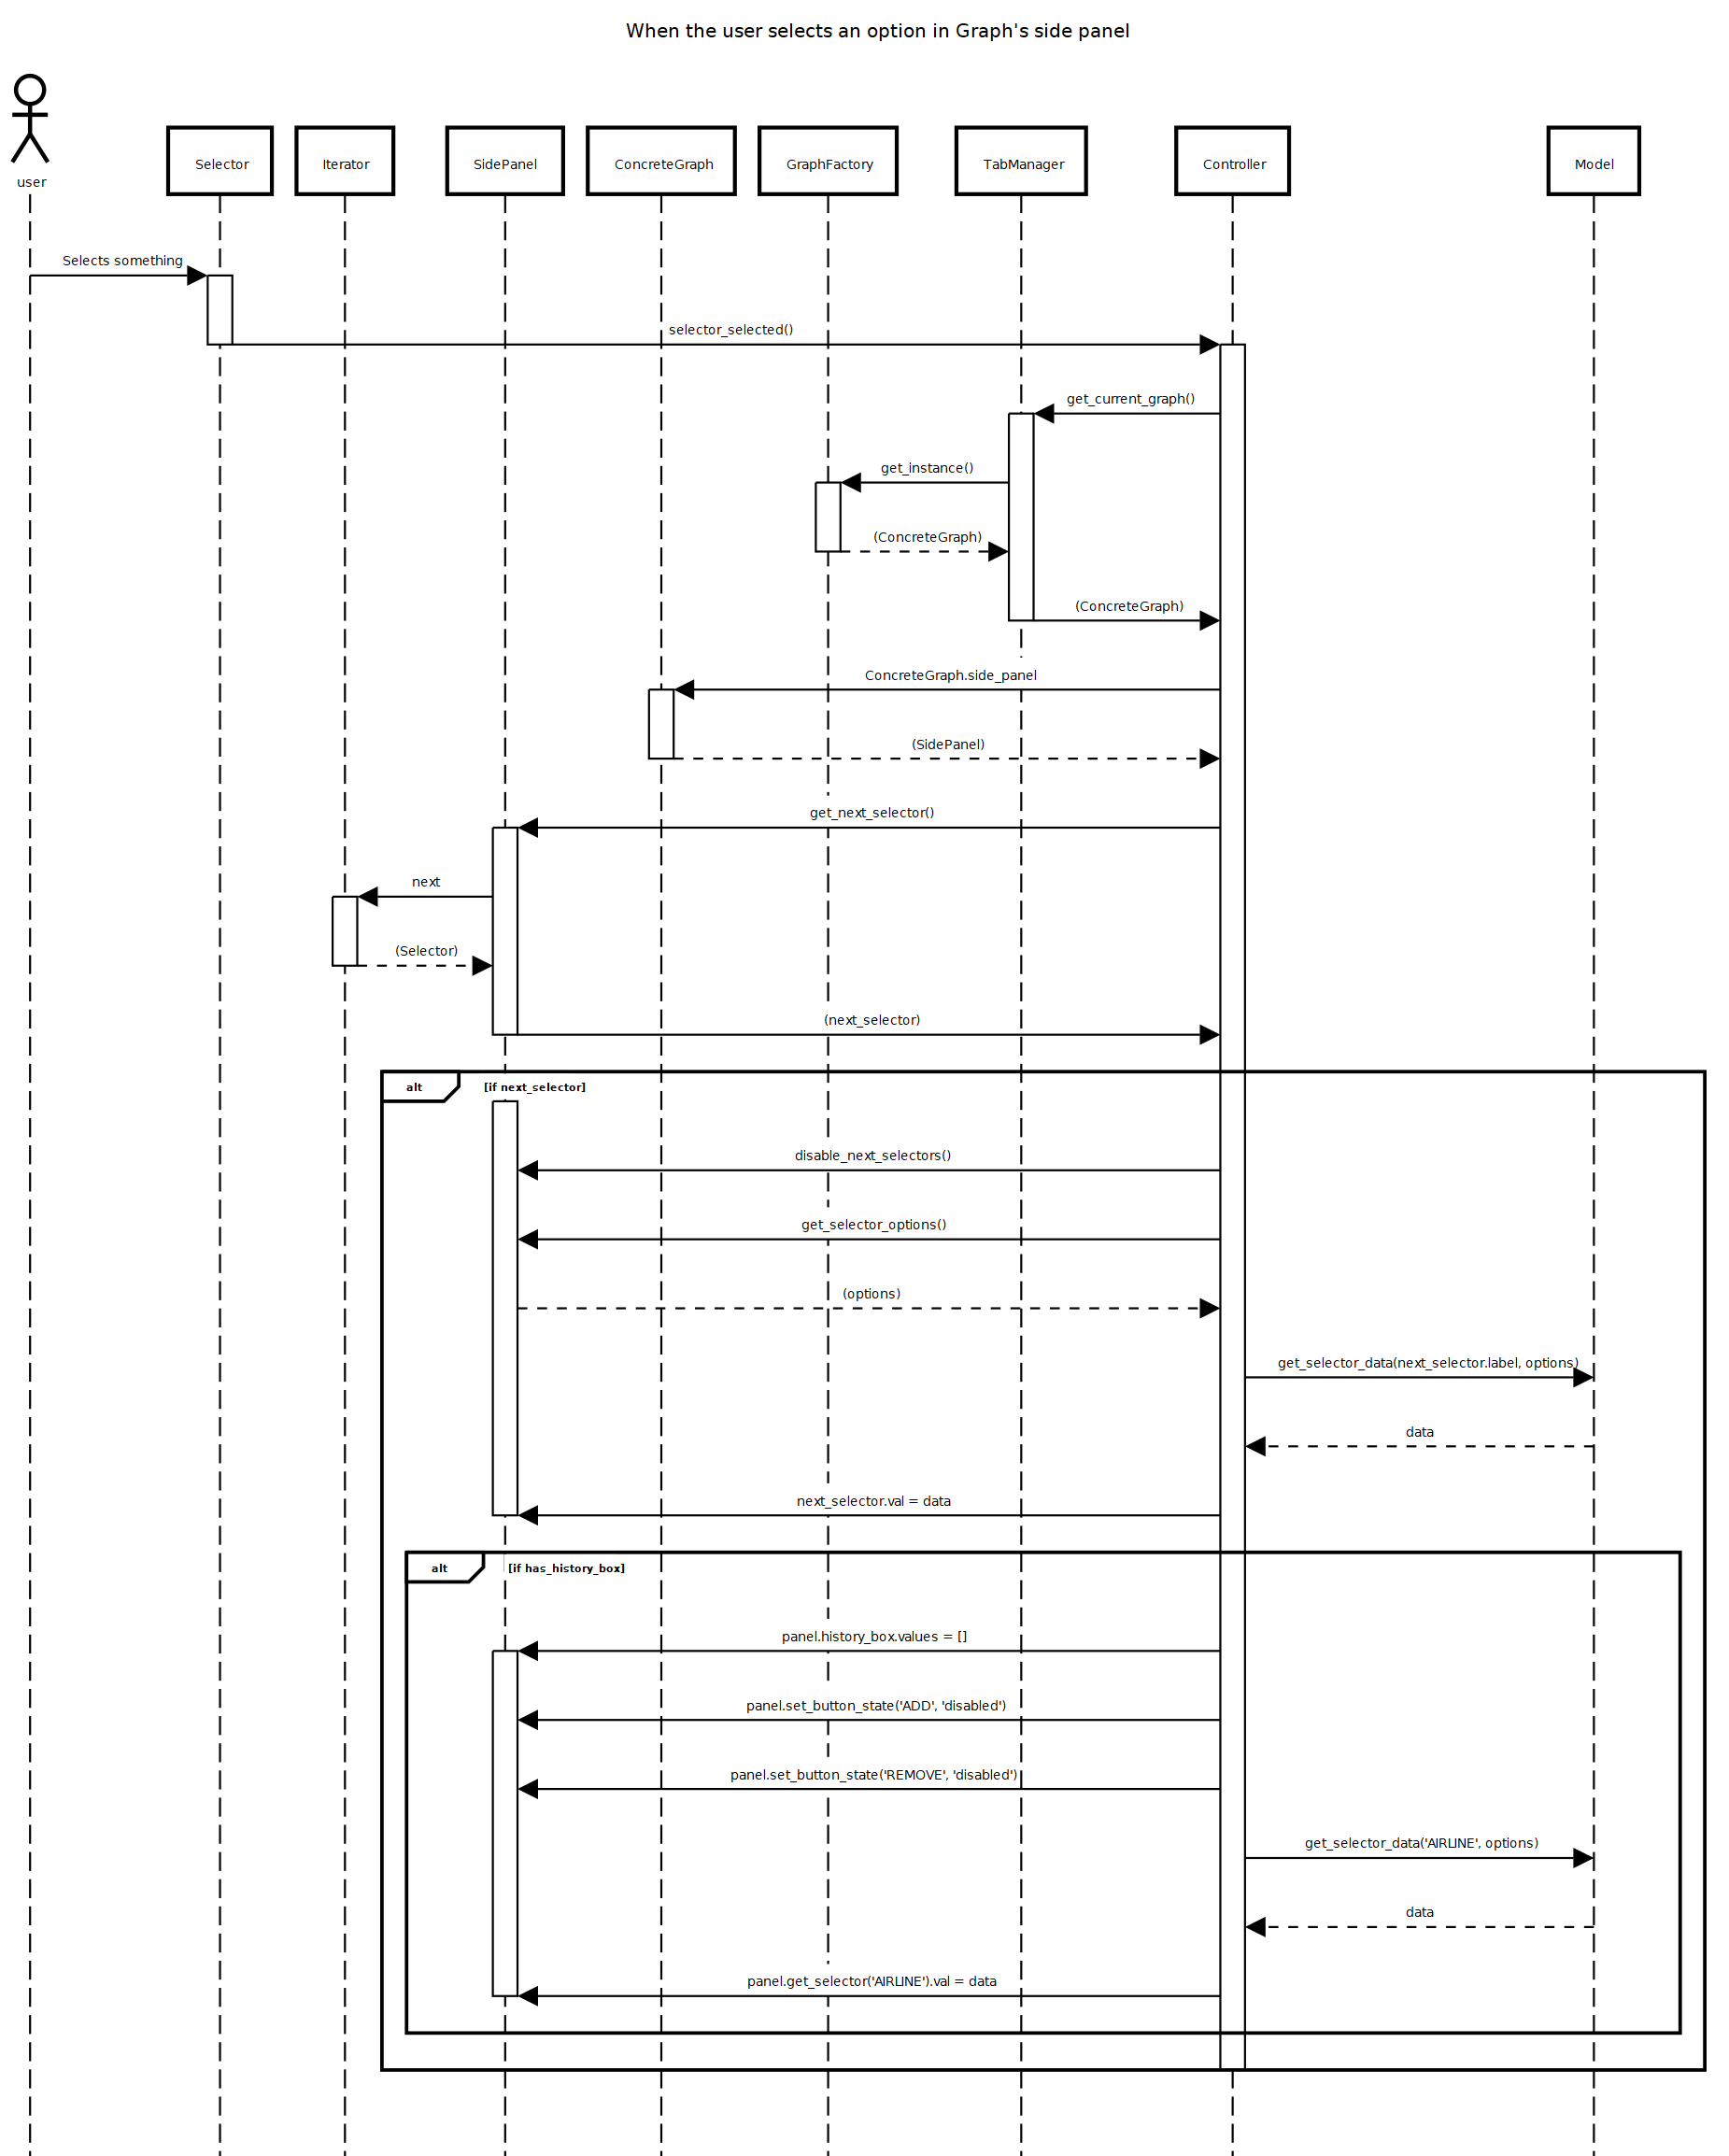 When the user selects an option in Graph's side panel
user
Selector
Iterator
SidePanel
ConcreteGraph
GraphFactory
TabManager
Controller
Model
Selects something
selector_selected()
get_current_graph()
get_instance()
(ConcreteGraph)
(ConcreteGraph)
ConcreteGraph.side_panel
(SidePanel)
get_next_selector()
next
(Selector)
(next_selector)
alt
[if next_selector]
disable_next_selectors()
get_selector_options()
(options)
get_selector_data(next_selector.label, options)
data
next_selector.val = data
alt
[if has_history_box]
panel.history_box.values = []
panel.set_button_state('ADD', 'disabled')
panel.set_button_state('REMOVE', 'disabled')
get_selector_data('AIRLINE', options)
data
panel.get_selector('AIRLINE').val = data